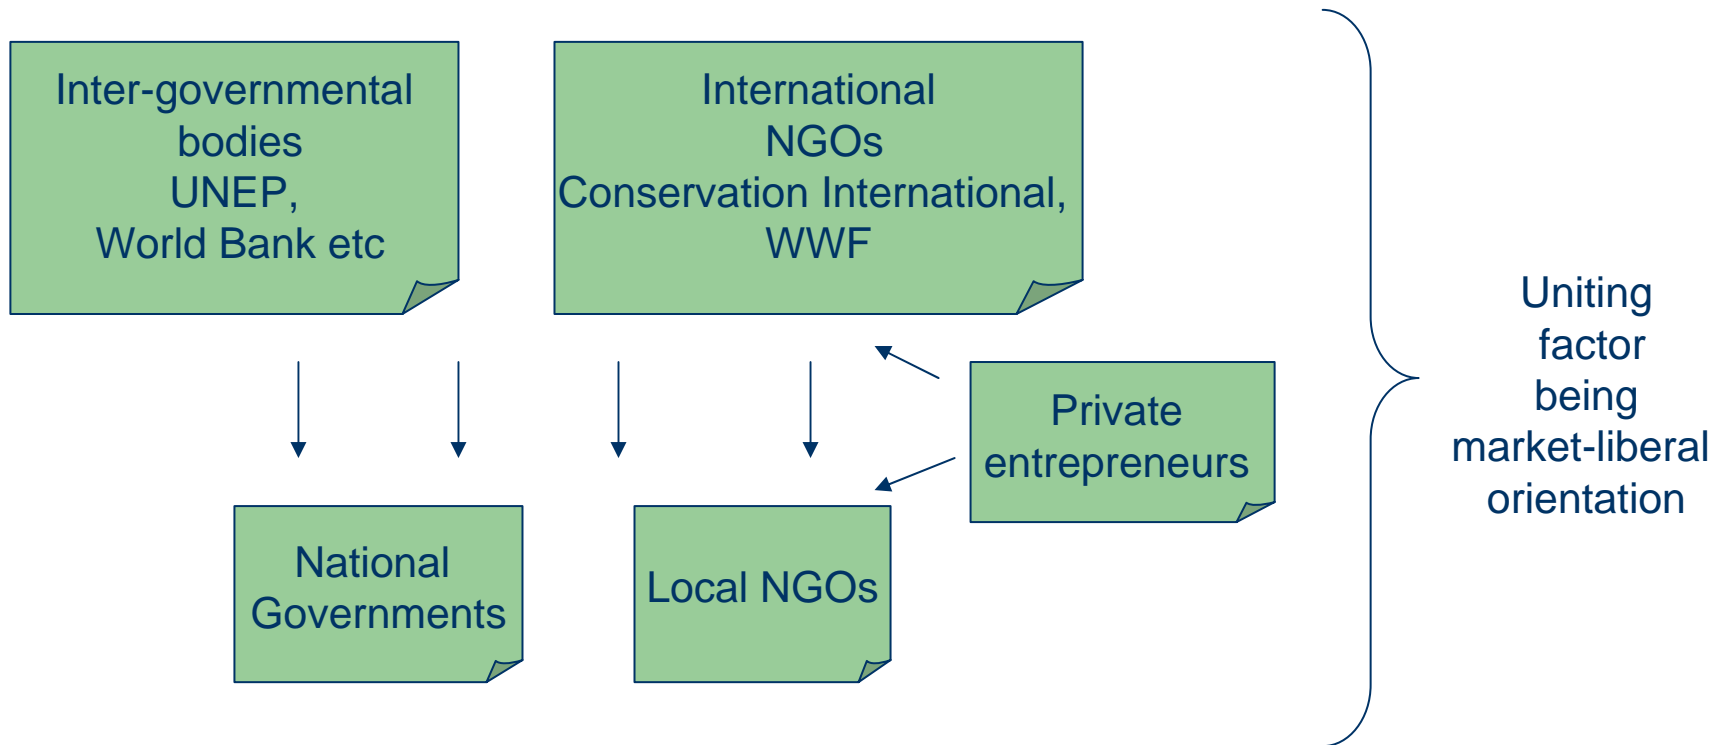 Inter-governmental
bodies
UNEP,
World Bank etc
International
NGOs
Conservation International,
WWF
Private
entrepreneurs
National
Governments
Local NGOs
Uniting
factor
being
market-liberal
orientation